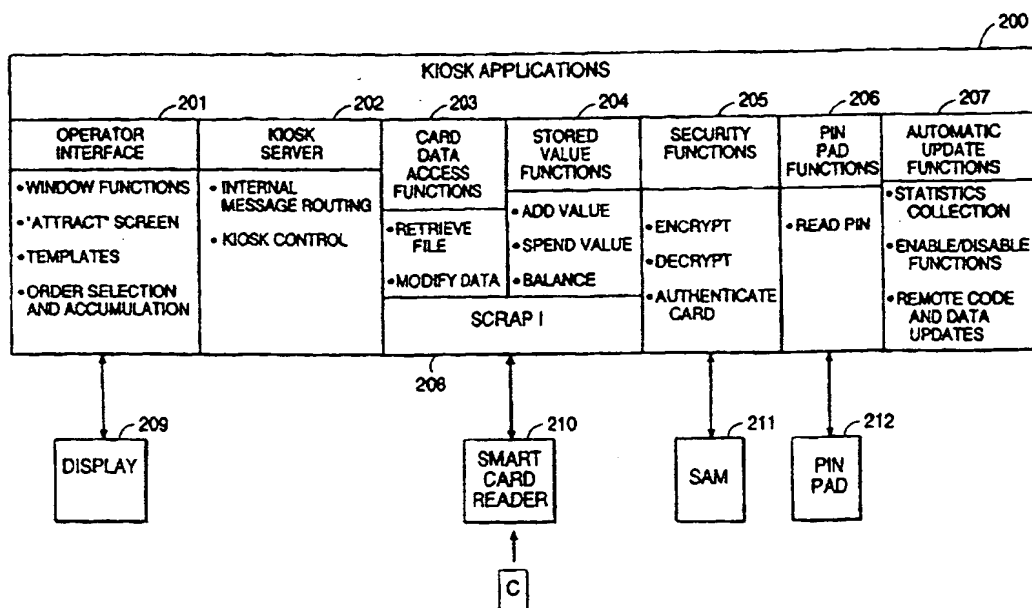 200
KIOSK APPLICATIONS
201
202
203
204
205
206
207
OPERATOR
INTERFACE
• WINDOW FUNCTIONS
• "ATTRACT" SCREEN
• TEMPLATES
• ORDER SELECTION
AND ACCUMULATION
KIOSK
SERVER
• INTERNAL
MESSAGE ROUTING
• KIOSK CONTROL
CARD
DATA
ACCESS
FUNCTIONS
• RETRIEVE
FILE
• MODIFY DATA
STORED
VALUE
FUNCTIONS
• ADD VALUE
• SPEND VALUE
• BALANCE
SCRAP I
SECURITY
FUNCTIONS
• ENCRYPT
• DECRYPT
• AUTHENTICATE
CARD
PIN
PAD
FUNCTIONS
• READ PIN
AUTOMATIC
UPDATE
FUNCTIONS
• STATISTICS
COLLECTION
• ENABLE/DISABLE
FUNCTIONS
• REMOTE CODE
AND DATA
UPDATES
208
209
DISPLAY
210
SMART
CARD
READER
211
SAM
212
PIN
PAD
C